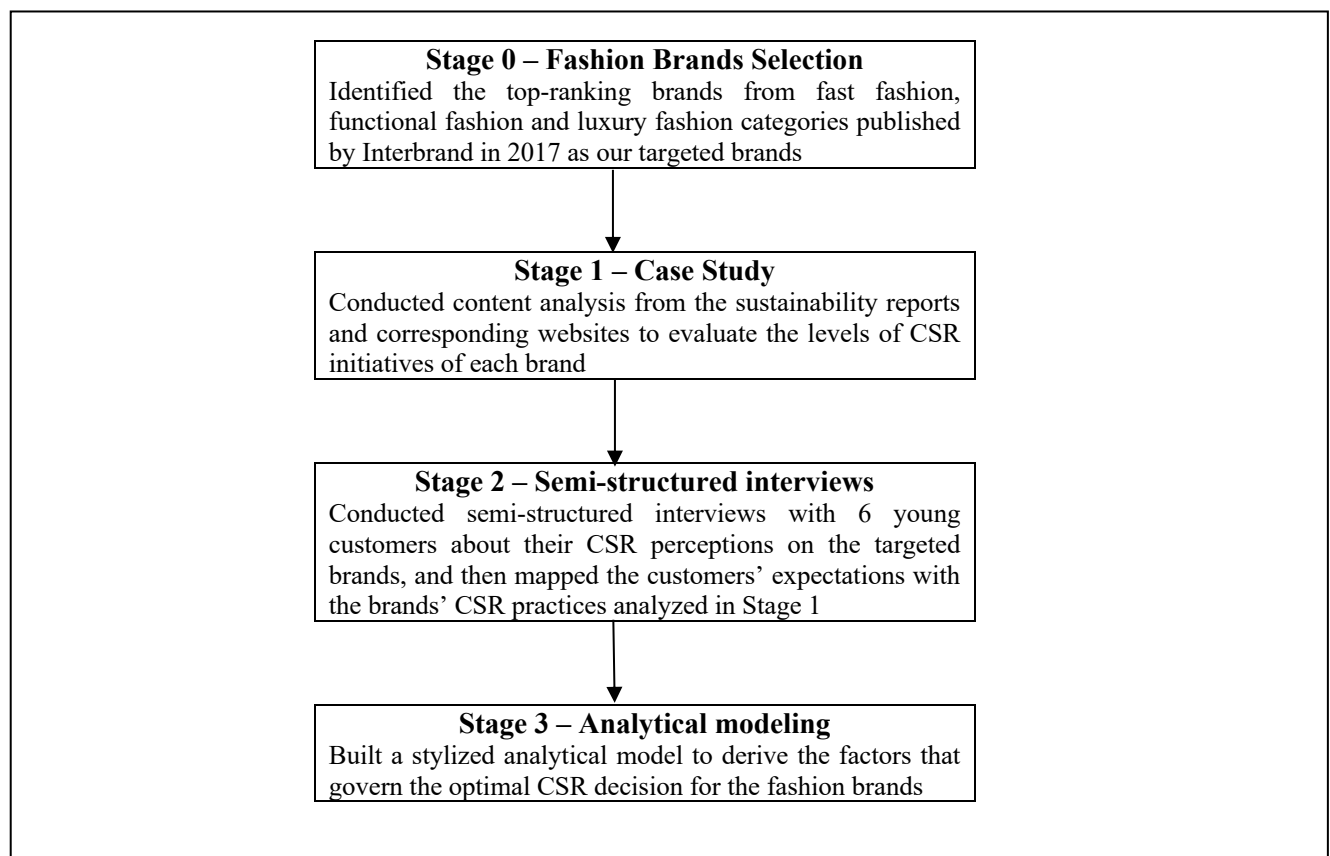 Stage 0 – Fashion Brands Selection
Identified the top-ranking brands from fast fashion,
functional fashion and luxury fashion categories published
by Interbrand in 2017 as our targeted brands
Stage 1 – Case Study
Conducted content analysis from the sustainability reports
and corresponding websites to evaluate the levels of CSR
initiatives of each brand
Stage 2 – Semi-structured interviews
Conducted semi-structured interviews with 6 young
customers about their CSR perceptions on the targeted
brands, and then mapped the customers’ expectations with
the brands’ CSR practices analyzed in Stage 1
Stage 3 – Analytical modeling
Built a stylized analytical model to derive the factors that
govern the optimal CSR decision for the fashion brands